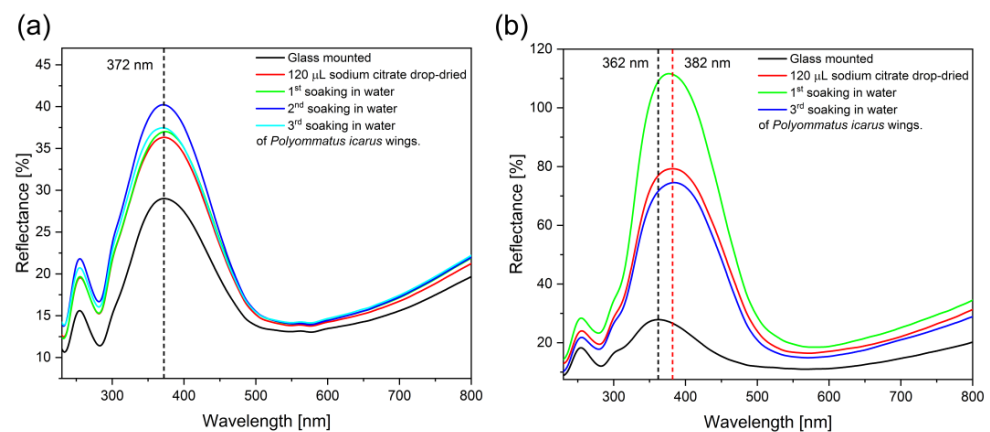 (a)
372 nm
Glass mounted
120 μL sodium citrate drop-dried
1st soaking in water
2nd soaking in water
3rd soaking in water
of Polyommatus icarus wings.
Reflectance [%]
45
40
35
30
25
20
15
10
300 400 500 600 700 800
Wavelength [nm]
(b)
362 nm 382 nm
Glass mounted
120 μL sodium citrate drop-dried
1st soaking in water
3rd soaking in water
of Polyommatus icarus wings.
Reflectance [%]
120
100
80
60
40
20
300 400 500 600 700 800
Wavelength [nm]